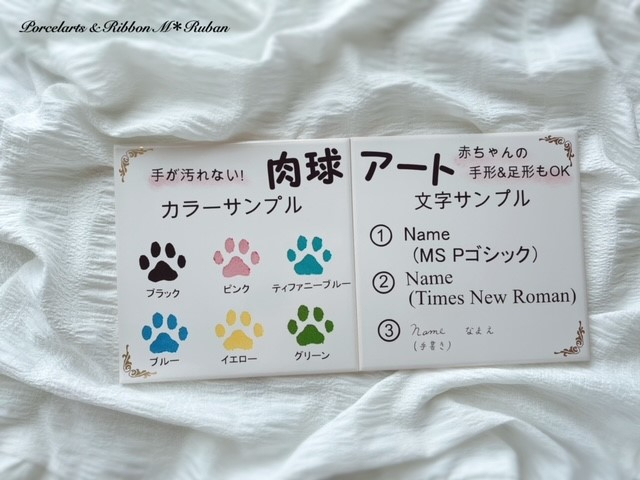 Porcelarts & Ribbon M*Ruban
手が汚れない!
肉球 アート
赤ちゃんの
手形&足形もOK
カラーサンプル
ブラック
ピンク
ティファニーブルー
ブルー
イエロー
グリーン
文字サンプル
① Name
(MS Pゴシック)
② Name
(Times New Roman)
③ Name なまえ
(手書き)